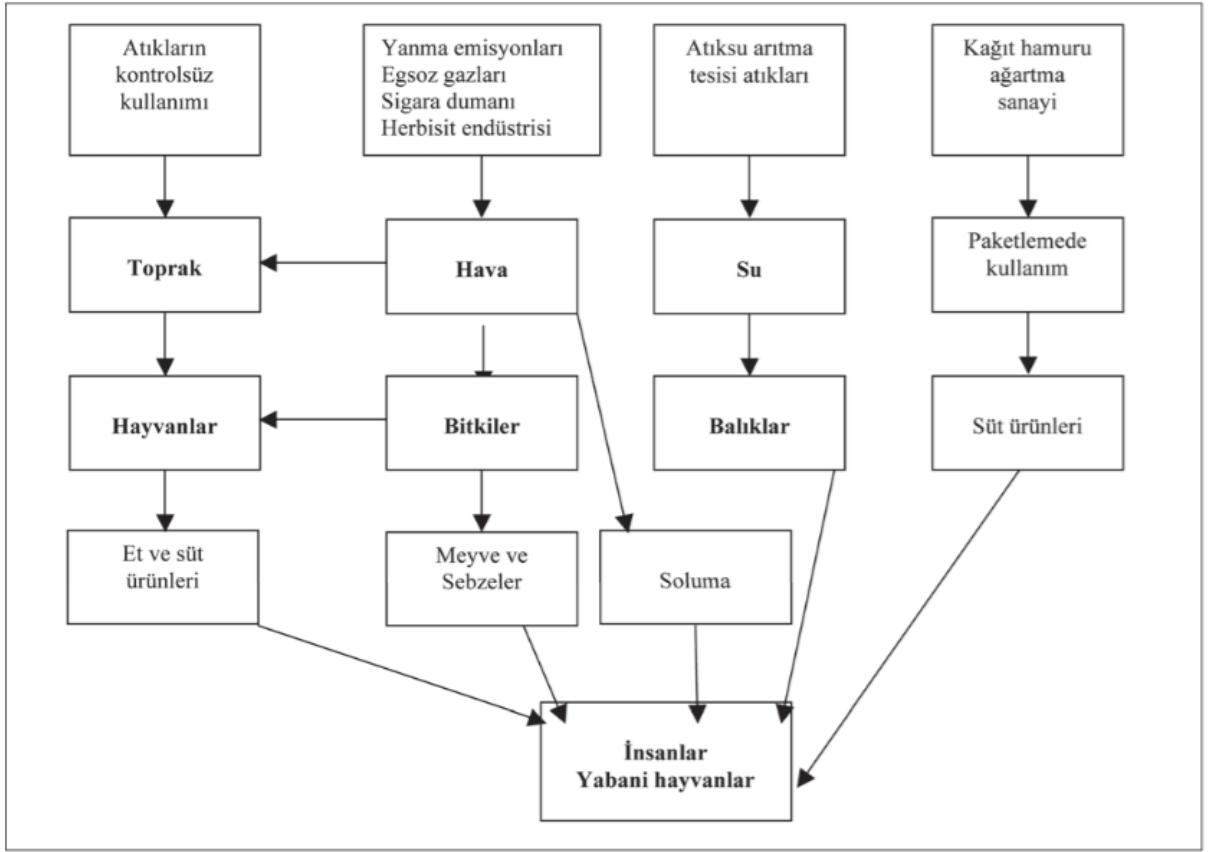 Atıkların
kontrolsüz
kullanımı
Yanma emisyonları
Egsoz gazları
Sigara dumanı
Herbisit endüstrisi
Atıksu arıtma
tesisi atıkları
Kağıt hamuru
ağartma
sanayi
Toprak
Hava
Su
Paketlemede
kullanım
Hayvanlar
Bitkiler
Balıklar
Süt ürünleri
Et ve süt
ürünleri
Meyve ve
Sebzeler
Soluma
İnsanlar
Yabani hayvanlar